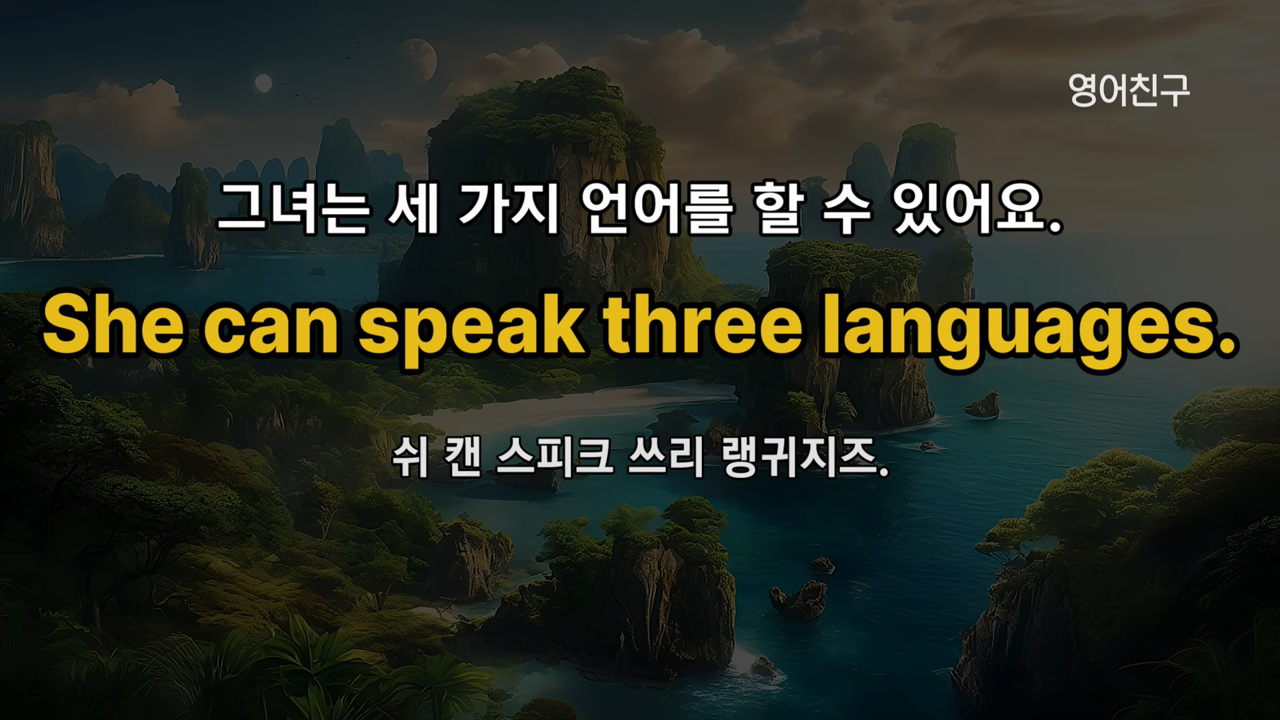 영어친구
그녀는 세 가지 언어를 할 수 있어요.
She can speak three languages.
쉬 캔 스피크 쓰리 랭귀지즈.